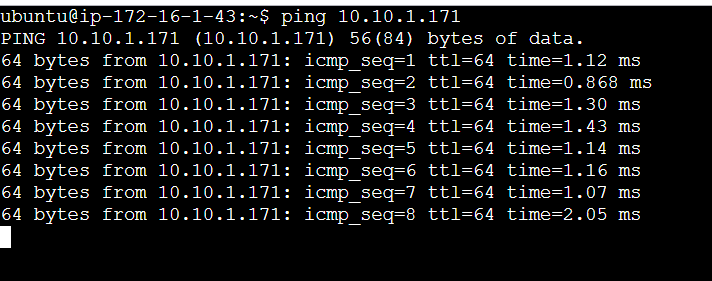 ubuntu@ip-172-16-1-43:~$ ping 10.10.1.171
PING 10.10.1.171 (10.10.1.171) 56(84) bytes of data.
64 bytes from 10.10.1.171: icmp_seq=1 ttl=64 time=1.12 ms
64 bytes from 10.10.1.171: icmp_seq=2 ttl=64 time=0.868 ms
64 bytes from 10.10.1.171: icmp_seq=3 ttl=64 time=1.30 ms
64 bytes from 10.10.1.171: icmp_seq=4 ttl=64 time=1.43 ms
64 bytes from 10.10.1.171: icmp_seq=5 ttl=64 time=1.14 ms
64 bytes from 10.10.1.171: icmp_seq=6 ttl=64 time=1.16 ms
64 bytes from 10.10.1.171: icmp_seq=7 ttl=64 time=1.07 ms
64 bytes from 10.10.1.171: icmp_seq=8 ttl=64 time=2.05 ms